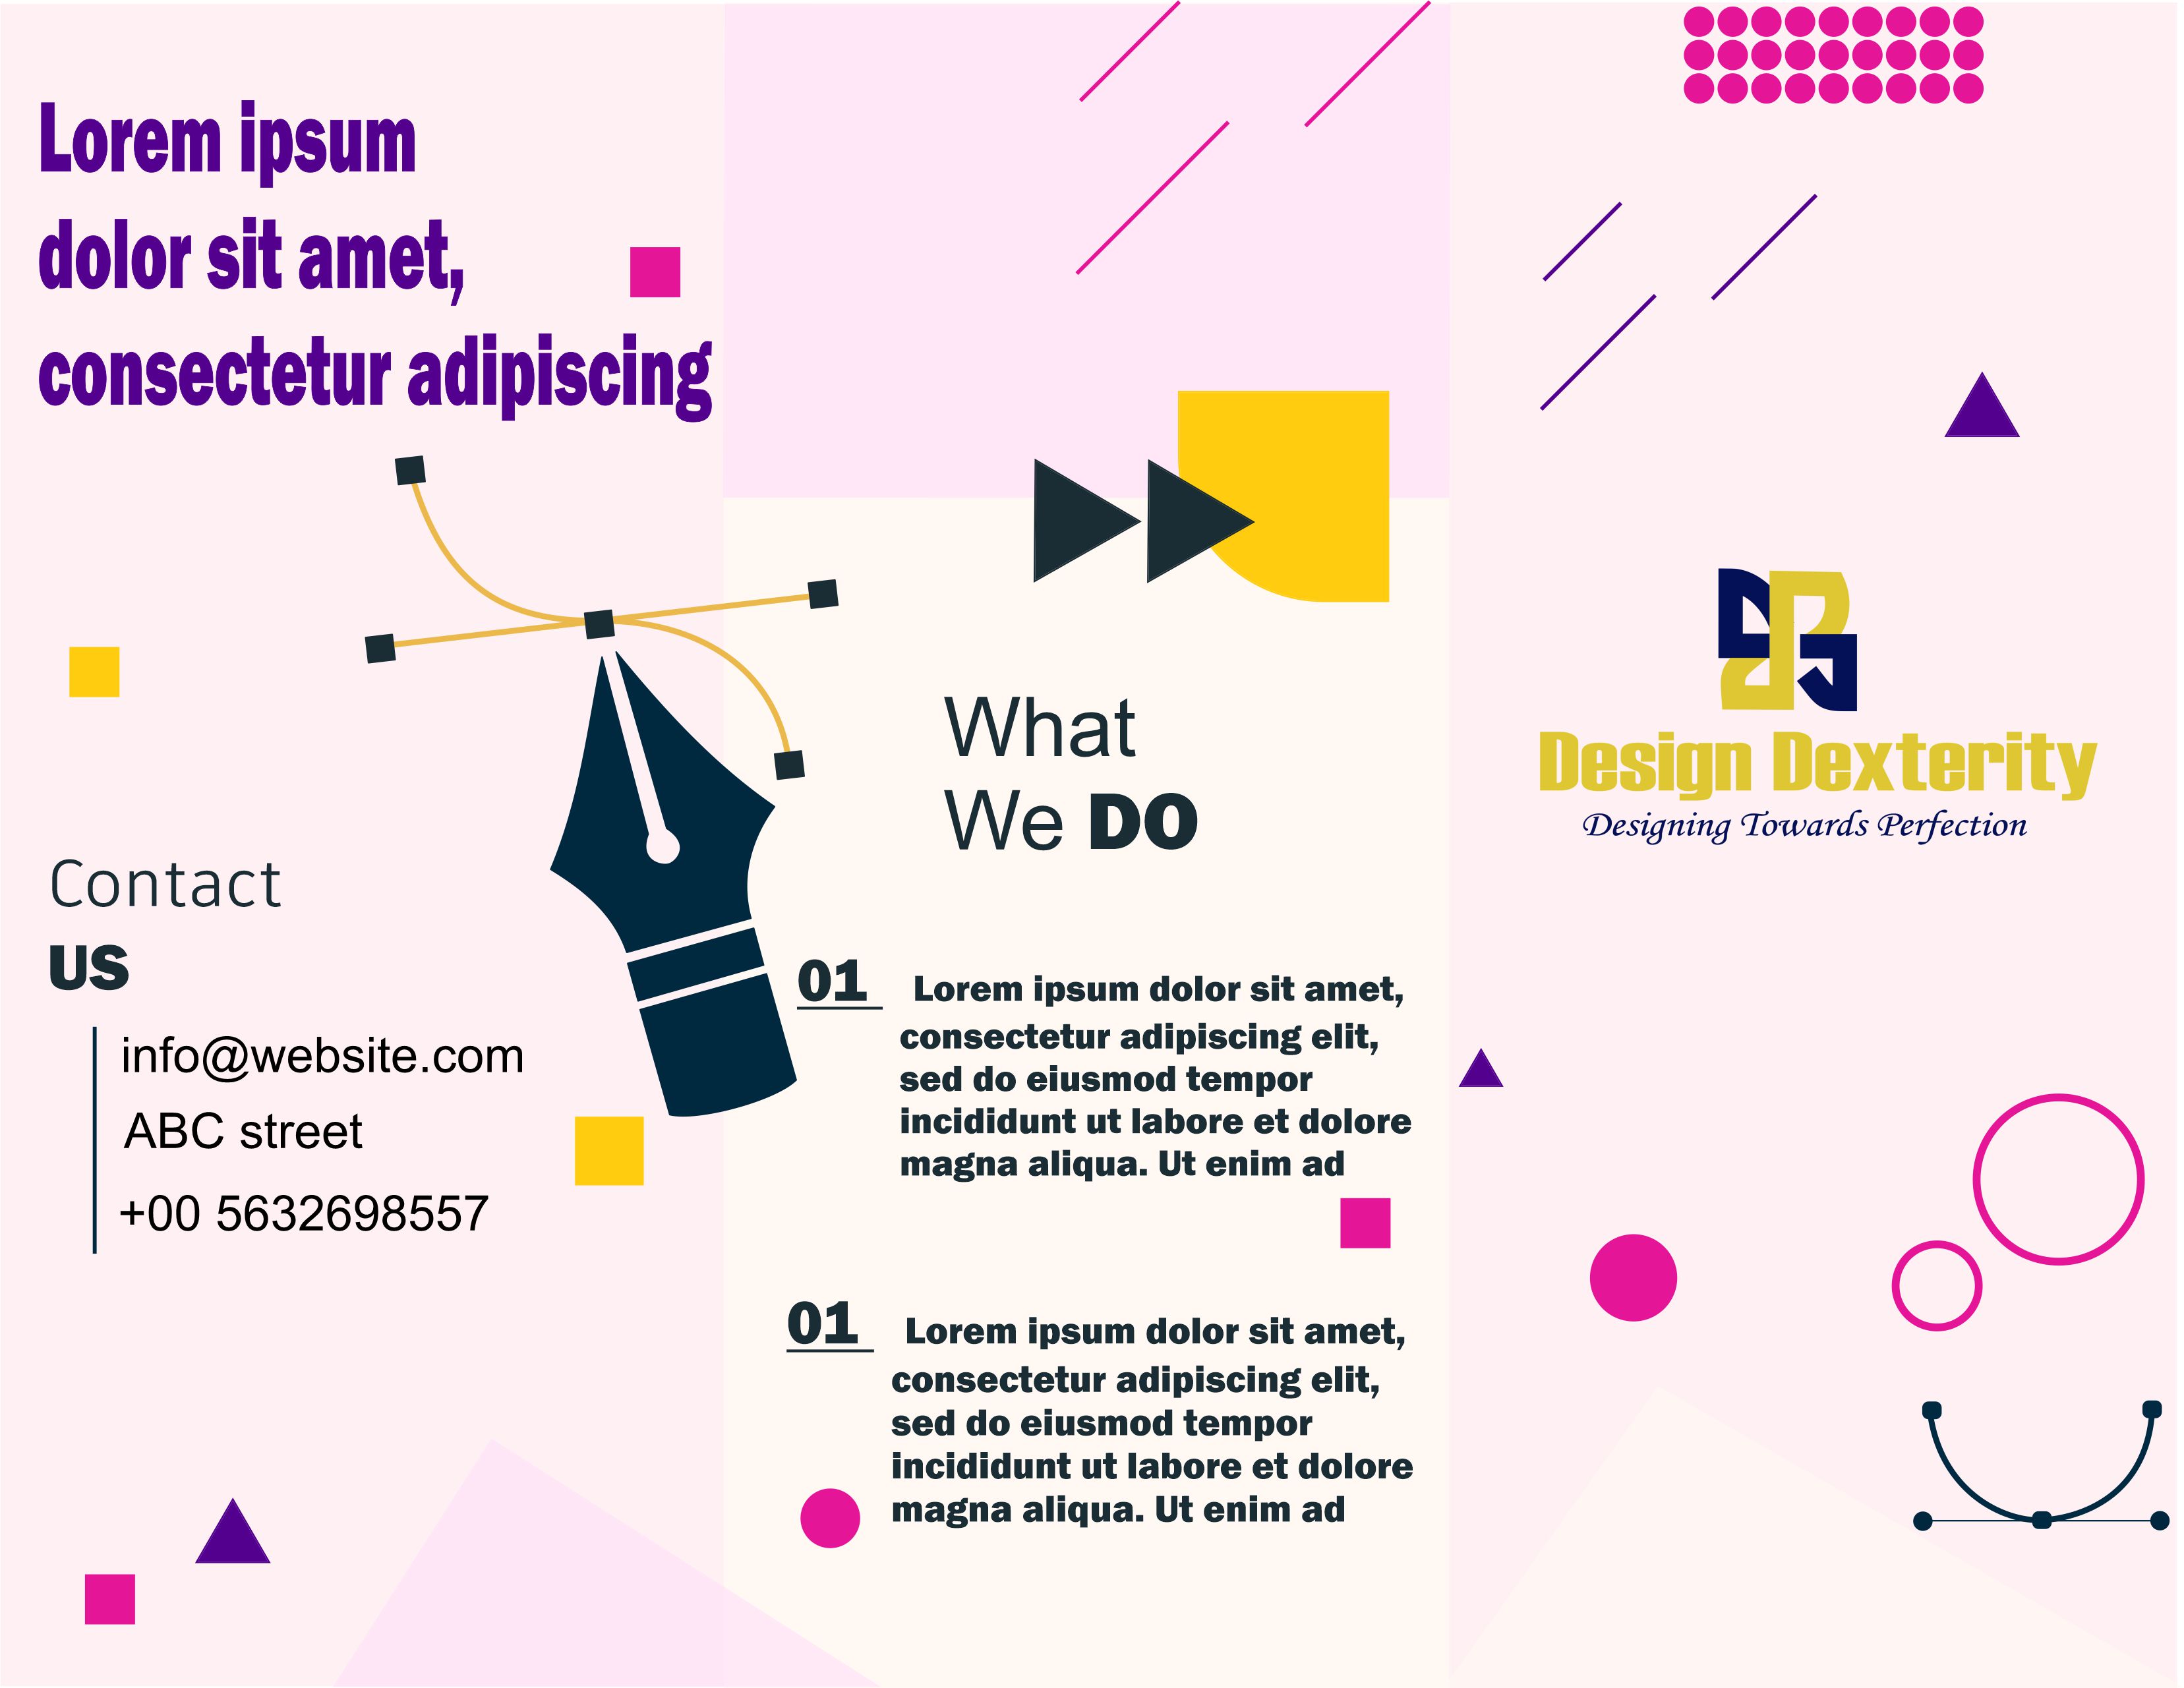 Lorem ipsum
dolor sit amet,
consectetur adipiscing
Contact
US
info@website.com
ABC street
+00 5632698557
What
We DO
01 Lorem ipsum dolor sit amet,
consectetur adipiscing elit,
sed do eiusmod tempor
incididunt ut labore et dolore
magna aliqua. Ut enim ad
01 Lorem ipsum dolor sit amet,
consectetur adipiscing elit,
sed do eiusmod tempor
incididunt ut labore et dolore
magna aliqua. Ut enim ad
Design Dexterity
Designing Towards Perfection